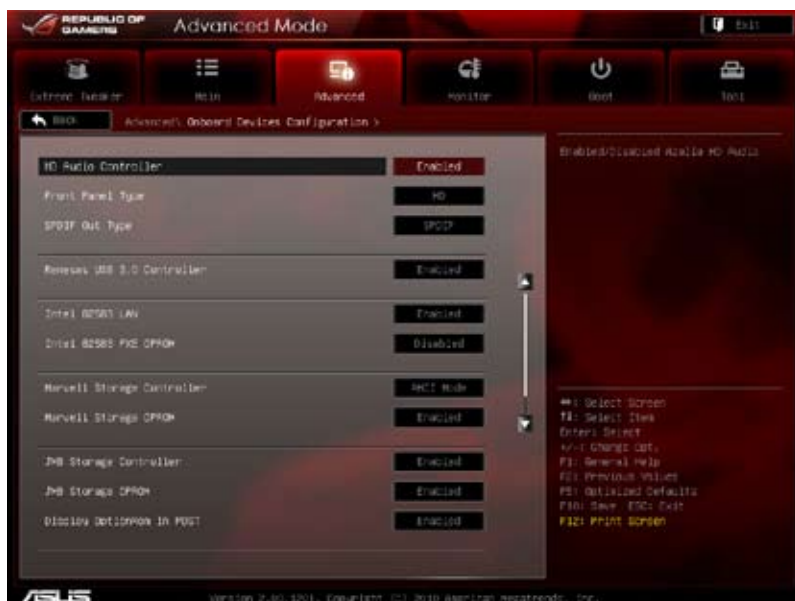 REPUBLIC OF GAMERS
Advanced Mode
Exit
Extreme Tweaker
Main
Advanced
Monitor
Boot
Tool
Back
Advanced\ Onboard Devices Configuration >
HD Audio Controller Enabled
Front Panel Type HD
SPDIF Out Type SPDIF
Renesas USB 3.0 Controller Enabled
Intel 82583 LAN Enabled
Intel 82583 PXE OPROM Disabled
Marvell Storage Controller AHCI Mode
Marvell Storage OPROM Enabled
JMB Storage Controller Enabled
JMB Storage OPROM Enabled
Display OptionRom in POST Enabled
Enabled/Disabled Azalia HD Audio
: Select Screen
: Select Item
Enter: Select
+/-: Change Opt.
F1: General Help
F2: Previous Values
F5: Optimized Defaults
F10: Save ESC: Exit
F12: Print Screen
ASUS
Version 2.00.1201. Copyright (C) 2010 American Megatrends, Inc.